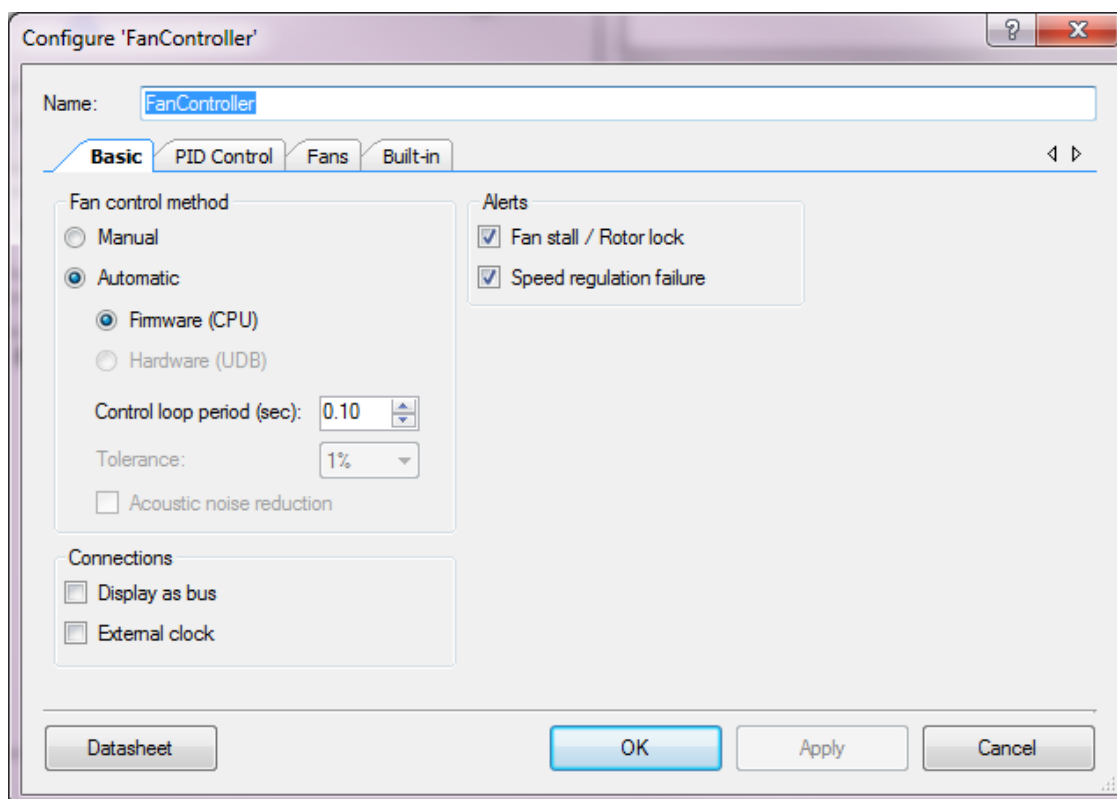 Configure 'FanController'
?
Name: FanController
Basic PID Control Fans Built-in
Fan control method
Manual
Automatic
Firmware (CPU)
Hardware (UDB)
Control loop period (sec): 0.10
Tolerance: 1%
Acoustic noise reduction
Alerts
Fan stall / Rotor lock
Speed regulation failure
Connections
Display as bus
External clock
Datasheet OK Apply Cancel